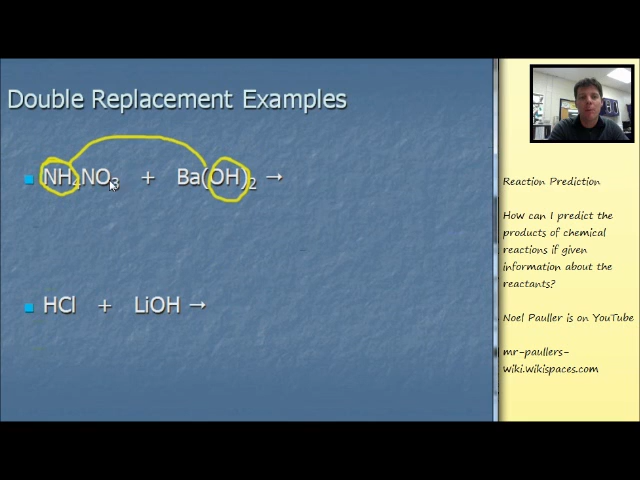 Double Replacement Examples
NH₄NO₃ + Ba(OH)₂ →
HCl + LiOH →
Reaction Prediction
How can I predict the
products of chemical
reactions if given
information about the
reactants?
Noel Pauller is on YouTube
mr-paullers-
wiki.wikispaces.com